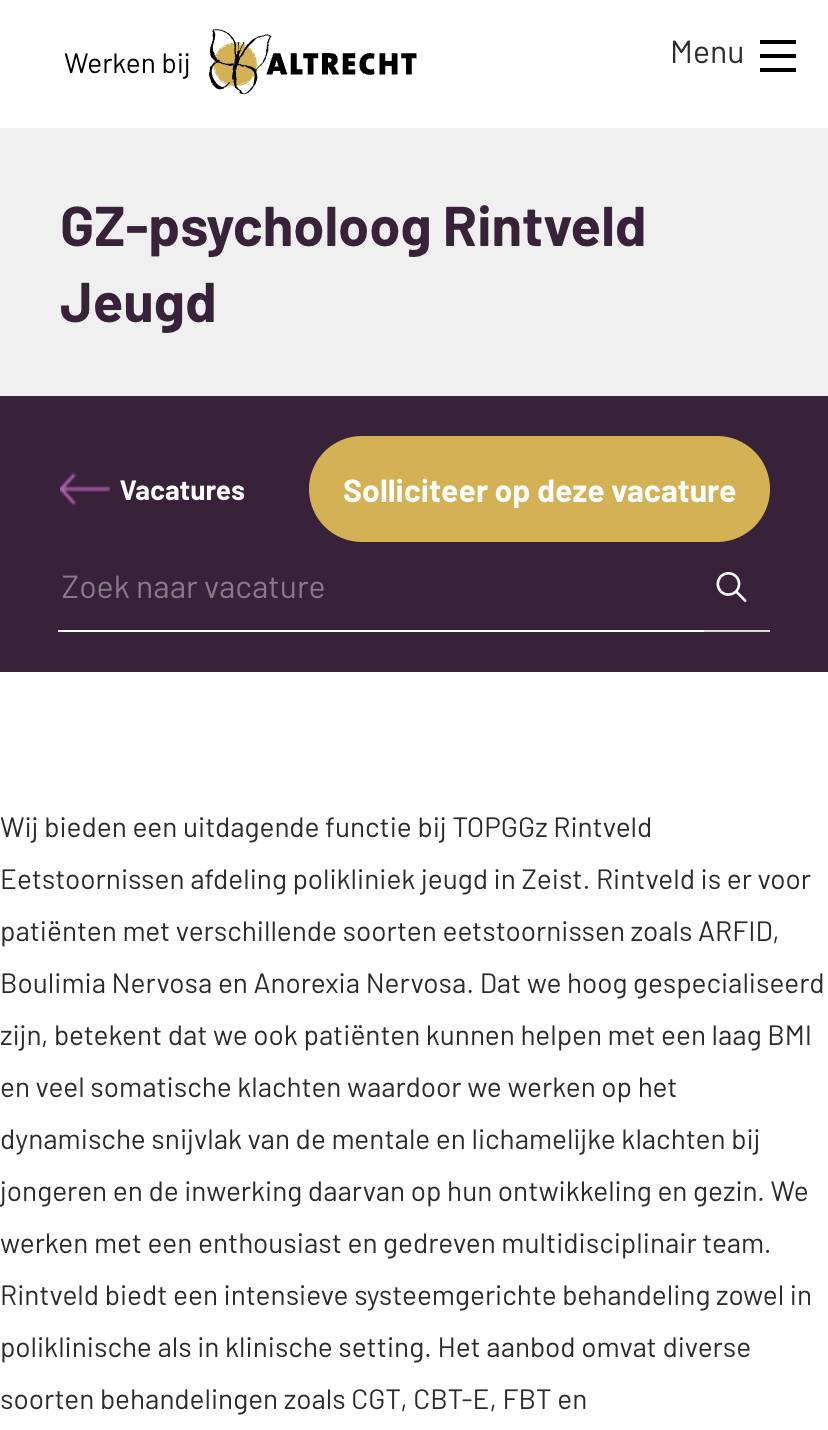 Werken bij ALTRECHT
Menu
GZ-psycholoog Rintveld
Jeugd
Vacatures
Solliciteer op deze vacature
Zoek naar vacature
Wij bieden een uitdagende functie bij TOPGGz Rintveld
Eetstoornissen afdeling polikliniek jeugd in Zeist. Rintveld is er voor
patiënten met verschillende soorten eetstoornissen zoals ARFID,
Boulimia Nervosa en Anorexia Nervosa. Dat we hoog gespecialiseerd
zijn, betekent dat we ook patiënten kunnen helpen met een laag BMI
en veel somatische klachten waardoor we werken op het
dynamische snijvlak van de mentale en lichamelijke klachten bij
jongeren en de inwerking daarvan op hun ontwikkeling en gezin. We
werken met een enthousiast en gedreven multidisciplinair team.
Rintveld biedt een intensieve systeemgerichte behandeling zowel in
poliklinische als in klinische setting. Het aanbod omvat diverse
soorten behandelingen zoals CGT, CBT-E, FBT en